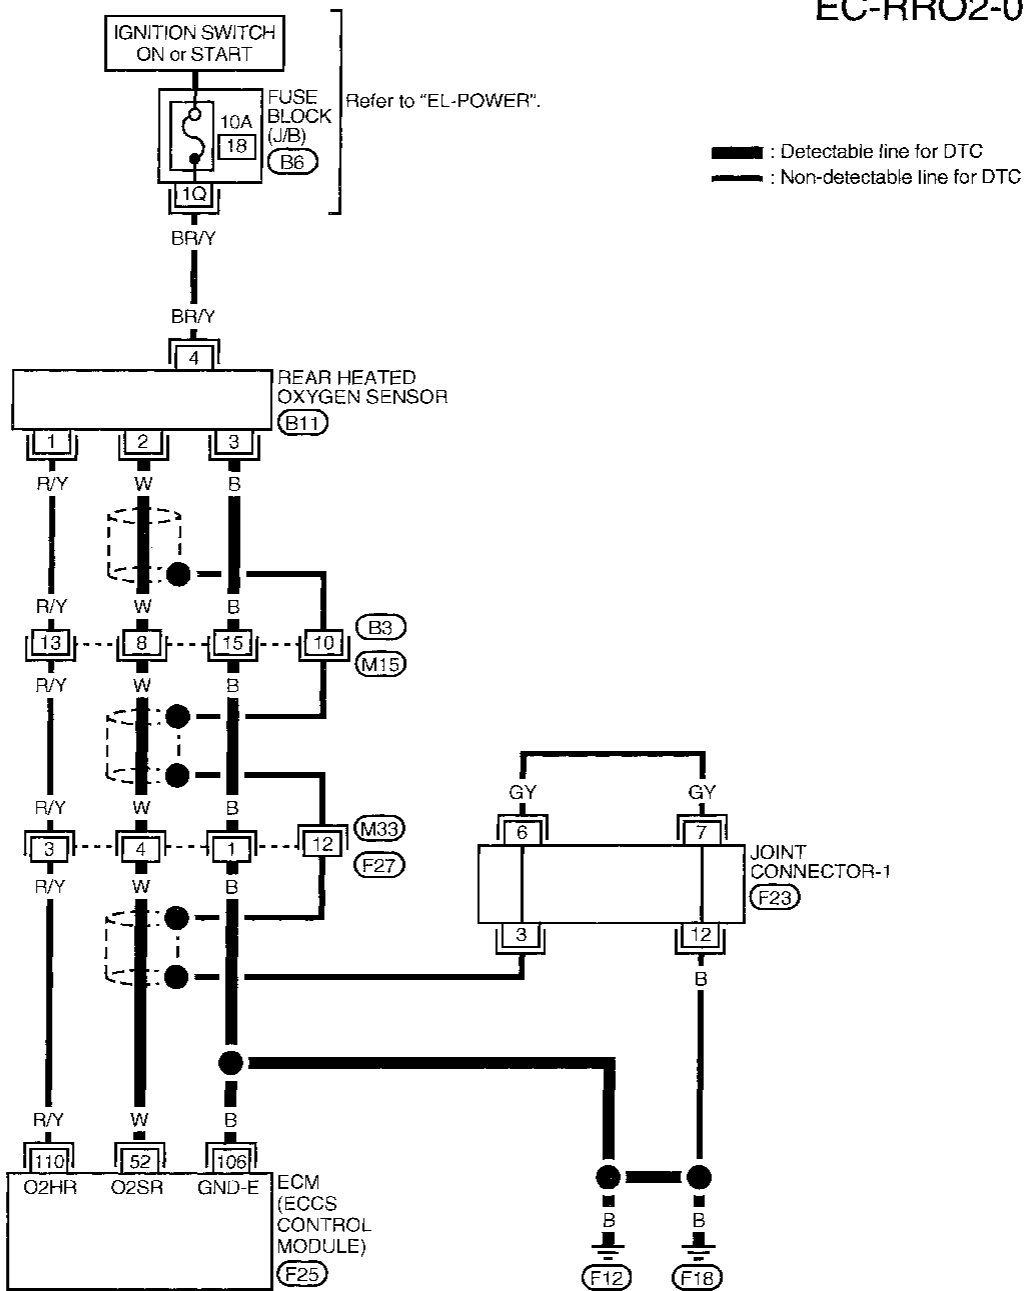 EC-RRO2-0
IGNITION SWITCH
ON or START
FUSE
BLOCK
(J/B)
B6
10A
18
1Q
Refer to "EL-POWER".
: Detectable line for DTC
: Non-detectable line for DTC
BR/Y
BR/Y
4
REAR HEATED
OXYGEN SENSOR
B11
1 2 3
R/Y W B
R/Y W B
13 8 15 10
B3
M15
R/Y W B
R/Y W B
3 4 1 12
M33
F27
R/Y W B
GY GY
6 7
JOINT
CONNECTOR-1
F23
3 12
B
R/Y W B
110 52 106
O2HR O2SR GND-E
ECM
(ECCS
CONTROL
MODULE)
F25
B B
F12 F18